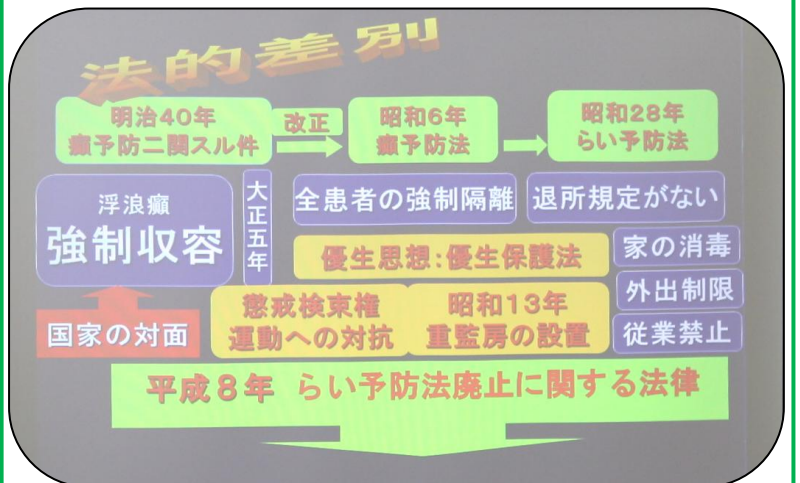 法的差別
明治40年
癩予防二関スル件
改正
昭和6年
癩予防法
昭和28年
らい予防法
浮浪癩
強制収容
大正五年
全患者の強制隔離
退所規定がない
優生思想:優生保護法
家の消毒
外出制限
従業禁止
国家の対面
懲戒検束権
運動への対抗
昭和13年
重監房の設置
平成8年 らい予防法廃止に関する法律